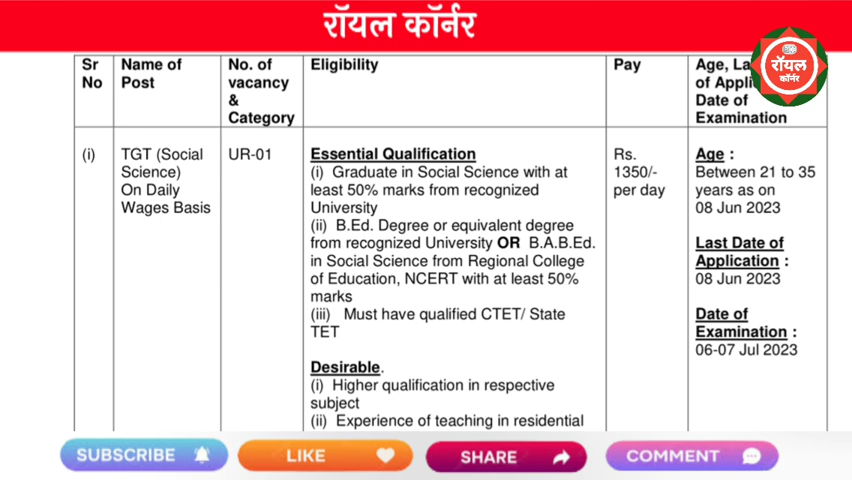 रॉयल कॉर्नर
Sr No
Name of Post
No. of vacancy & Category
Eligibility
Pay
Age, La
of Appli
Date of
Examination
रॉयल
कॉर्नर
(i)
TGT (Social
Science)
On Daily
Wages Basis
UR-01
Essential Qualification
(i) Graduate in Social Science with at
least 50% marks from recognized
University
(ii) B.Ed. Degree or equivalent degree
from recognized University OR B.A.B.Ed.
in Social Science from Regional College
of Education, NCERT with at least 50%
marks
(iii) Must have qualified CTET/ State
TET
Desirable.
(i) Higher qualification in respective
subject
(ii) Experience of teaching in residential
Rs.
1350/-
per day
Age :
Between 21 to 35
years as on
08 Jun 2023
Last Date of
Application :
08 Jun 2023
Date of
Examination :
06-07 Jul 2023
SUBSCRIBE
LIKE
SHARE
COMMENT